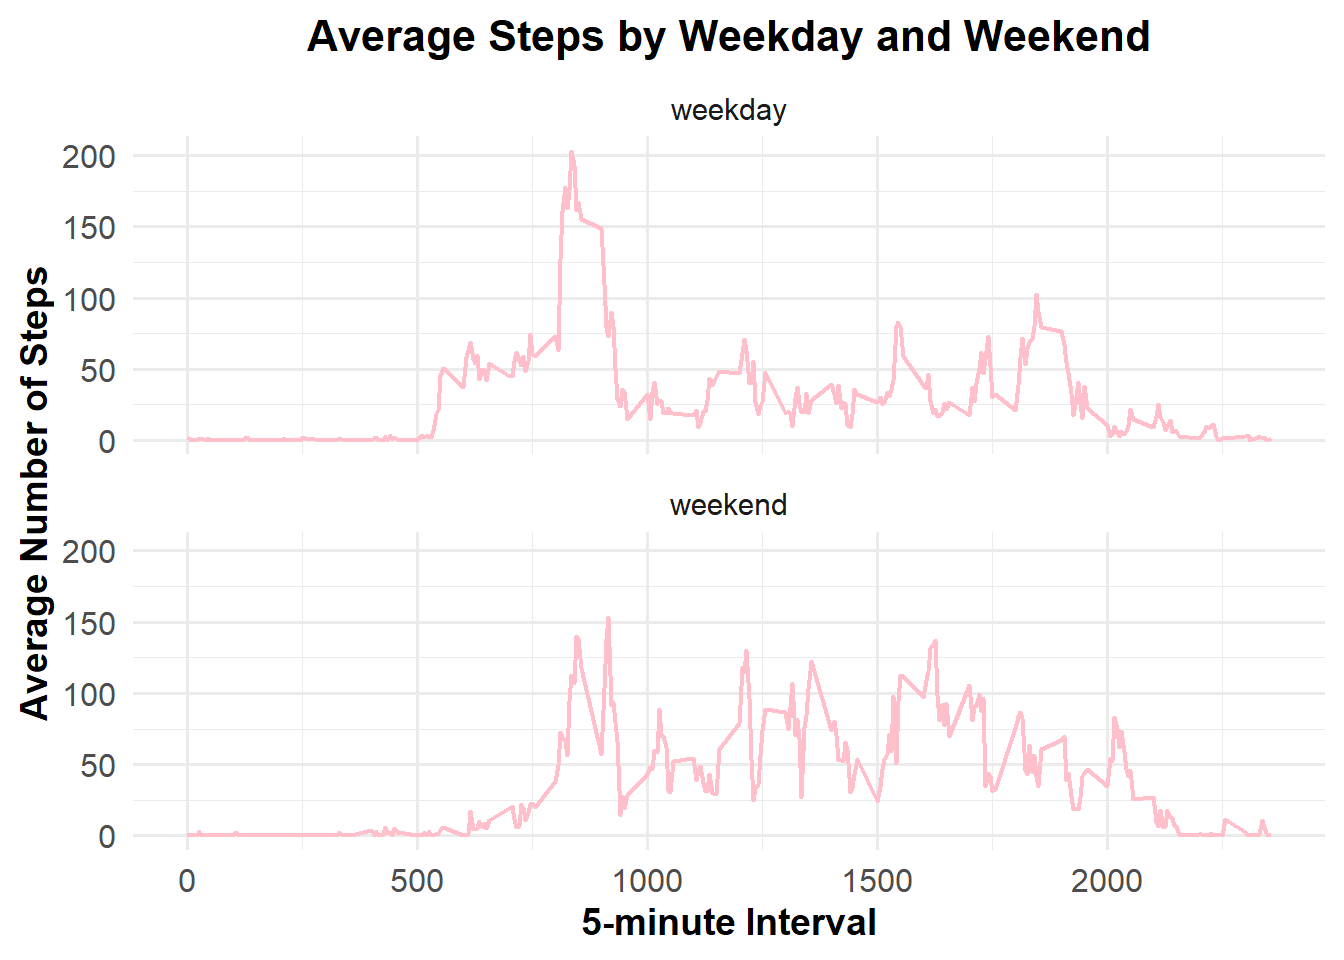 Average Steps by Weekday and Weekend
weekday
200
150
100
50
0
weekend
200
150
100
50
0
0 500 1000 1500 2000
5-minute Interval
Average Number of Steps